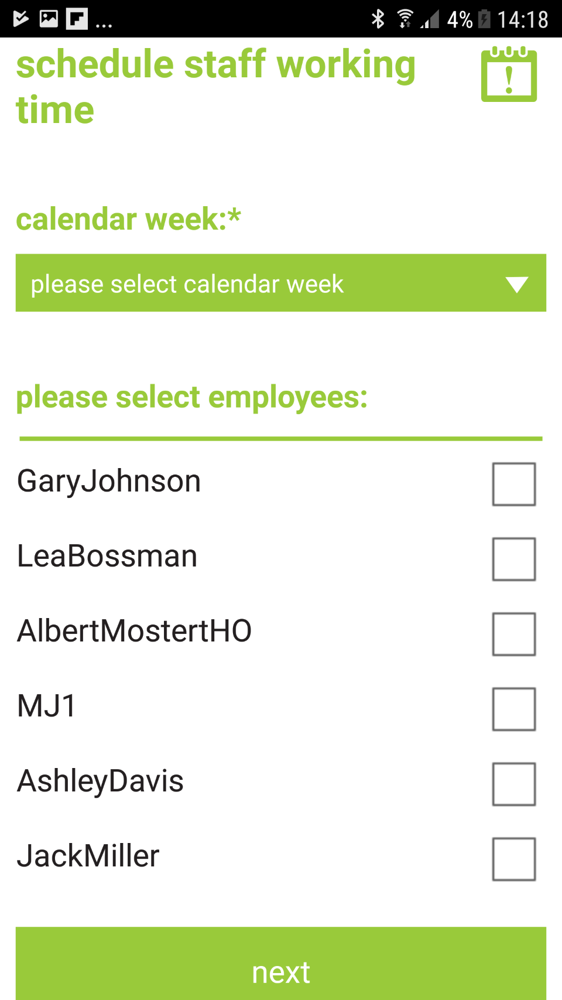 ... 4% 14:18
schedule staff working
time
calendar week:*
please select calendar week
please select employees:
GaryJohnson
LeaBossman
AlbertMostertHO
MJ1
AshleyDavis
JackMiller
next